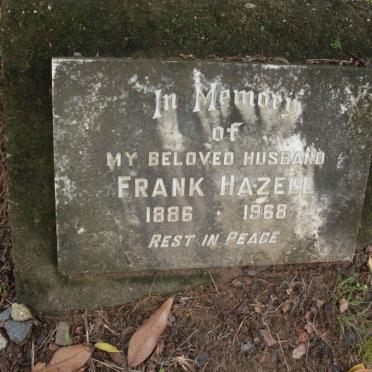 In Memory
of
MY BELOVED HUSBAND
FRANK HAZELL
1886 · 1968
REST IN PEACE